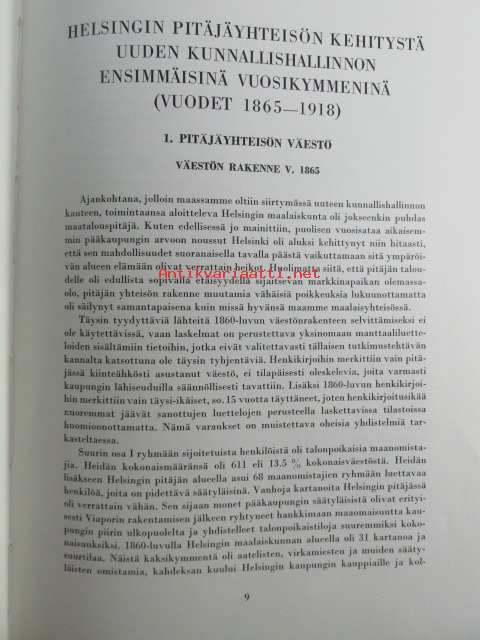 HELSINGIN PITÄJÄYHTEISÖN KEHITYSTÄ
UUDEN KUNNALLISHALLINNON
ENSIMMÄISINÄ VUOSIKYMMENINÄ
(VUODET 1865—1918)
1. PITÄJÄYHTEISÖN VÄESTÖ
VÄESTÖN RAKENNE V. 1865
Ajankohtana, jolloin maassamme oltiin siirtymässä uuteen kunnallishallinnon
kauteen, toimintaansa aloitteleva Helsingin maalaiskunta oli jokseenkin puhdas
maatalouspitäjä. Kuten edellisessä jo mainittiin, puolisen vuosisataa aikaisem-
min pääkaupungin arvoon noussut Helsinki oli aluksi kehittynyt niin hitaasti,
että sen mahdollisuudet suoranaisella tavalla päästä vaikuttamaan sitä ympäröi-
vän alueen elämään olivat verrattain heikot. Huolimatta siitä, että pitäjän talou-
delle oli edullista sopivalla etäisyydellä sijaitsevan markkinapaikan olemassa-
olo, pitäjän yhteisön rakenne muutamia vähäisiä poikkeuksia lukuunottamatta
oli säilynyt samantapaisena kuin missä hyvänsä maamme maalaisyhteisössä.
Täysin tyydyttäviä lähteitä 1860-luvun väestönrakenteen selvittämiseksi ei
ole käytettävissä, vaan laskelmat on perustettava yksinomaan manttaaliluette-
loiden sisältämiin tietoihin, jotka eivät valitettavasti tällaisen tutkimustehtävän
kannalta katsottuna ole täysin tyhjentäviä. Henkikirjoihin merkittiin vain pitä-
jässä kiinteähkösti asustanut väestö, ei tilapäisesti oleskelevia, joita varmasti
kaupungin lähiseuduilla säännöllisesti tavattiin. Lisäksi 1860-luvun henkikirjoi-
hin merkittiin vain täysi-ikäiset, so. 15 vuotta täyttäneet, joten henkikirjoitusikää
nuoremmat jäävät sanottujen luettelojen perusteella laskettavissa tilastoissa
huomioonottamatta. Nämä varaukset on muistettava oheisia yhdistelmiä tar-
kasteltaessa.
Suurin osa I ryhmään sijoitetuista henkilöistä oli talonpoikaisia maanomista-
jia. Heidän kokonaismääränsä oli 611 eli 13.5 % kokonaisväestöstä. Heidän
lisäkseen Helsingin pitäjän alueella asui 68 maanomistajien ryhmään luettavaa
henkilöä, joita on pidettävä säätyläisinä. Vanhoja kartanoita Helsingin pitäjässä
oli verrattain vähän. Sen sijaan monet pääkaupungin säätyläisistä olivat erityi-
sesti Viaporin rakentamisen jälkeen ryhtyneet hankkimaan maaomaisuutta kau-
pungin piirin ulkopuolelta ja yhdistelleet talonpoikaistiloja suuremmiksi koko-
naisuuksiksi. 1860-luvulla Helsingin maalaiskunnan alueella oli 31 kartanoa ja
suurtilaa. Näistä kaksikymmentä oli aatelisten, virkamiesten ja muiden sääty-
läisten omistamia, kahdeksan kuului Helsingin kaupungin kauppiaille ja kol-
9
Antikvariaatti.net